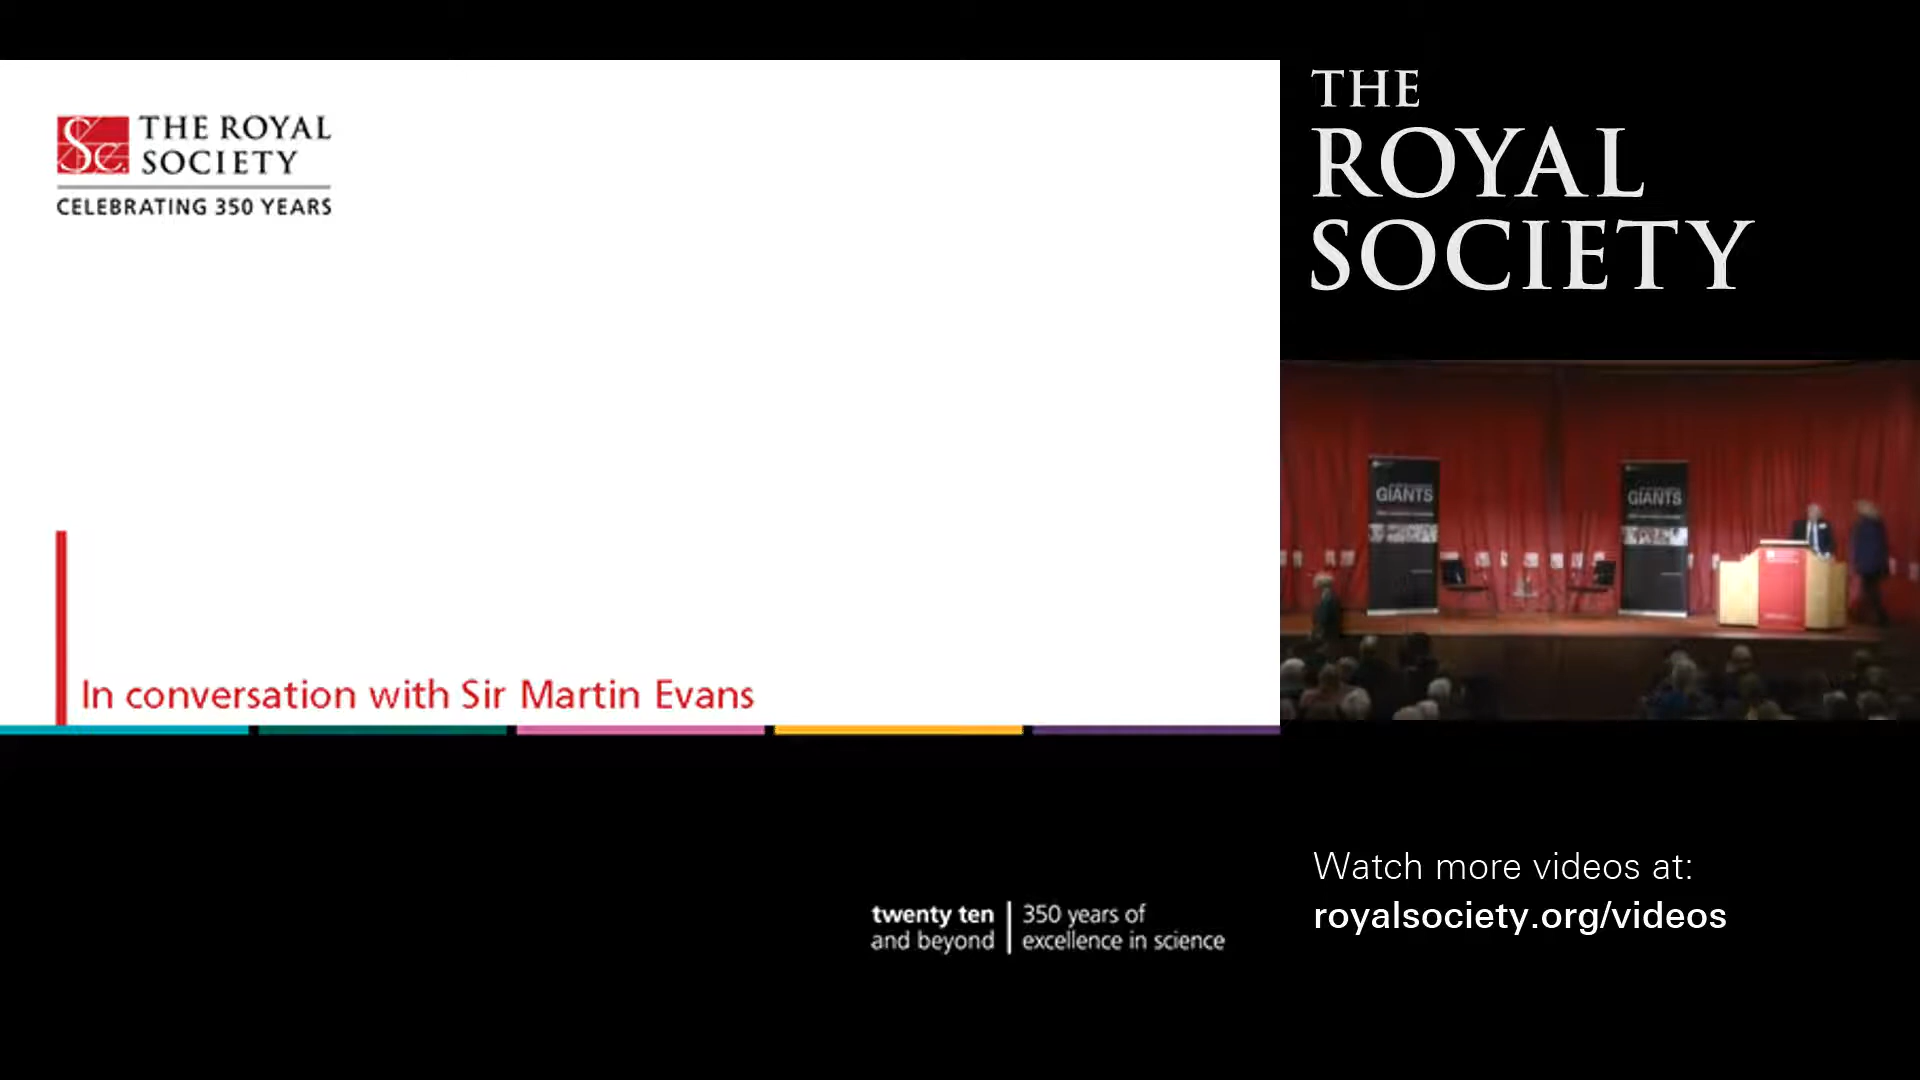 THE ROYAL
SOCIETY
CELEBRATING 350 YEARS
In conversation with Sir Martin Evans
twenty ten
and beyond
350 years of
excellence in science
THE
ROYAL
SOCIETY
GIANTS
GIANTS
Watch more videos at:
royalsociety.org/videos